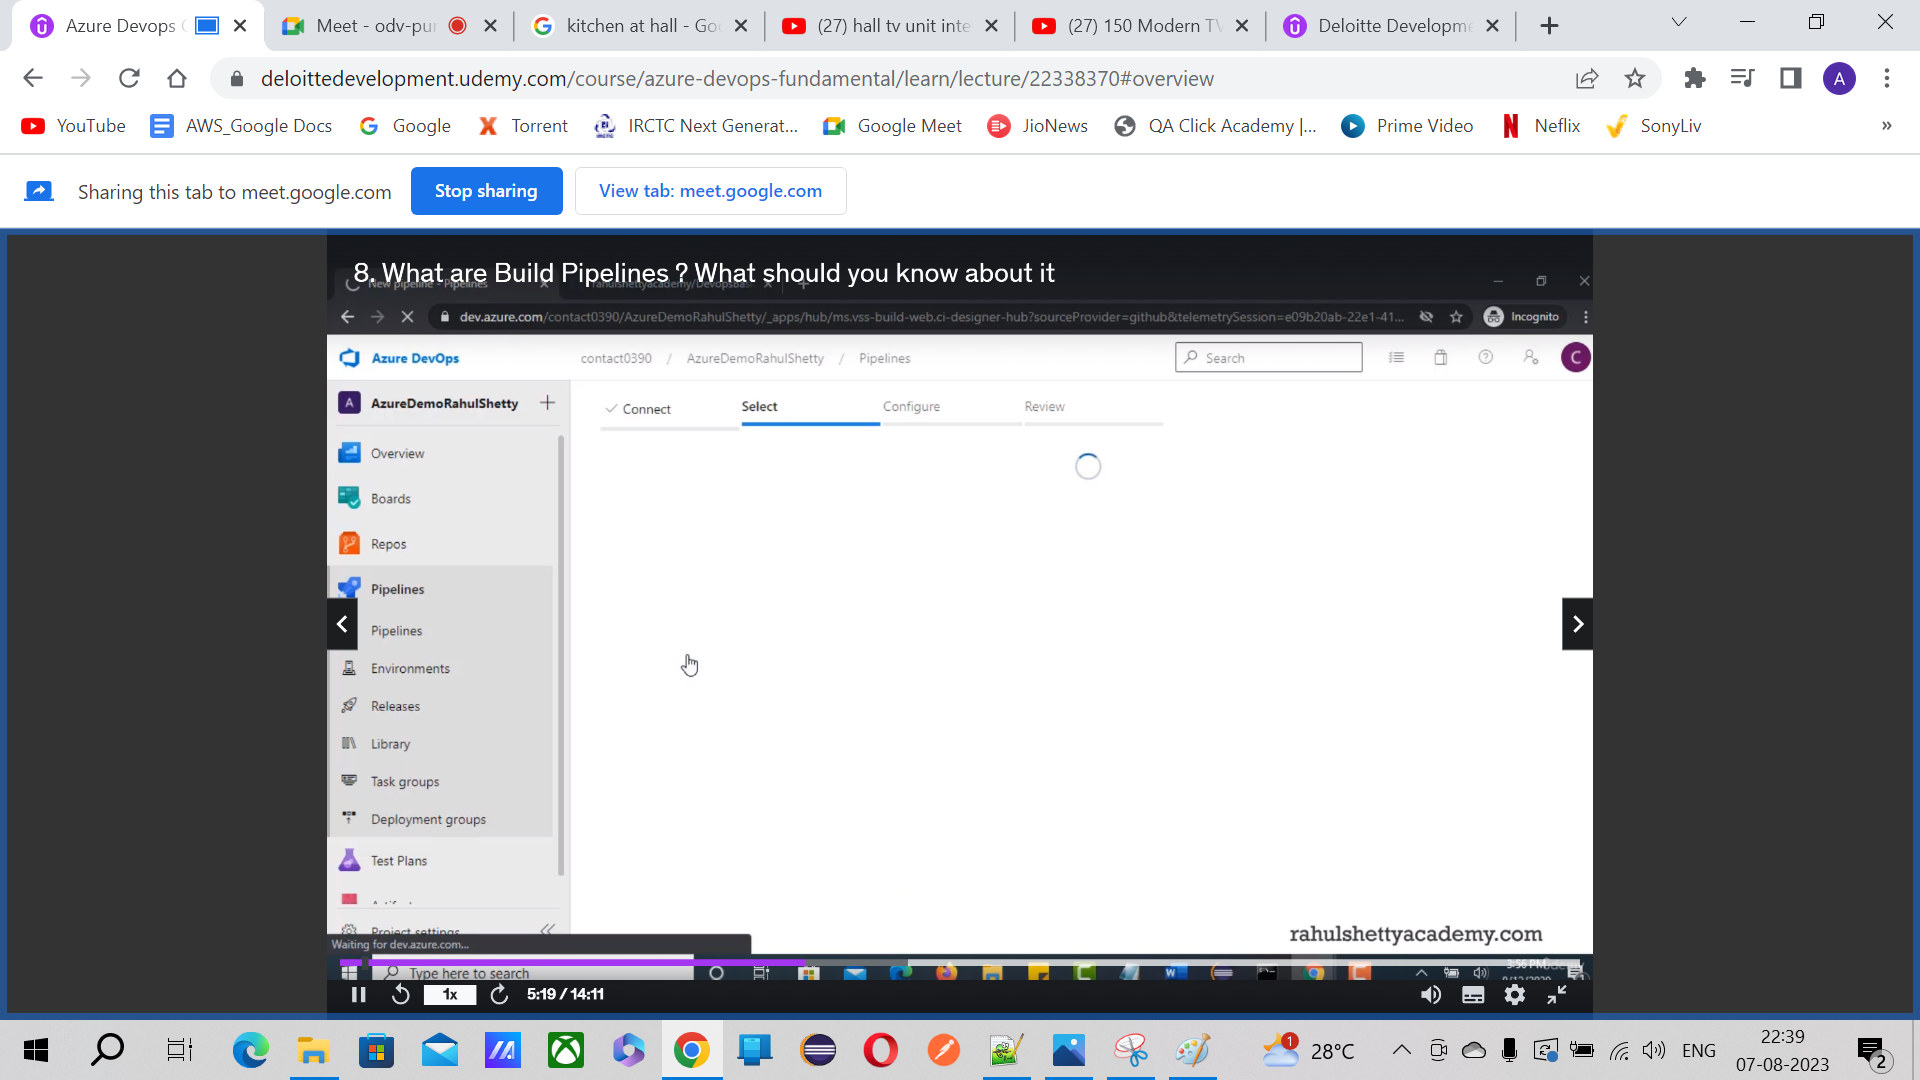 Azure Devops
Meet - odv-pur
kitchen at hall - Go
(27) hall tv unit inte
(27) 150 Modern TV
Deloitte Developme
deloittedevelopment.udemy.com/course/azure-devops-fundamental/learn/lecture/22338370#overview
A
YouTube
AWS_Google Docs
Google
Torrent
IRCTC Next Generat...
Google Meet
JioNews
QA Click Academy |...
Prime Video
Neflix
SonyLiv
»
Sharing this tab to meet.google.com
Stop sharing
View tab: meet.google.com
8. What are Build Pipelines ? What should you know about it
New pipeline - Pipelines
dev.azure.com/contact0390/AzureDemoRahulShetty/_apps/hub/ms.vss-build-web.ci-designer-hub?sourceProvider=github&telemetrySession=e09b20ab-22e1-41...
Incognito
Azure DevOps
contact0390 / AzureDemoRahulShetty / Pipelines
Search
C
A AzureDemoRahulShetty
Connect
Select
Configure
Review
Overview
Boards
Repos
Pipelines
Pipelines
Environments
Releases
Library
Task groups
Deployment groups
Test Plans
Project settings
Waiting for dev.azure.com...
rahulshettyacademy.com
Type here to search
3:56 PM
1x
5:19 / 14:11
1
28°C
ENG
22:39
07-08-2023
2